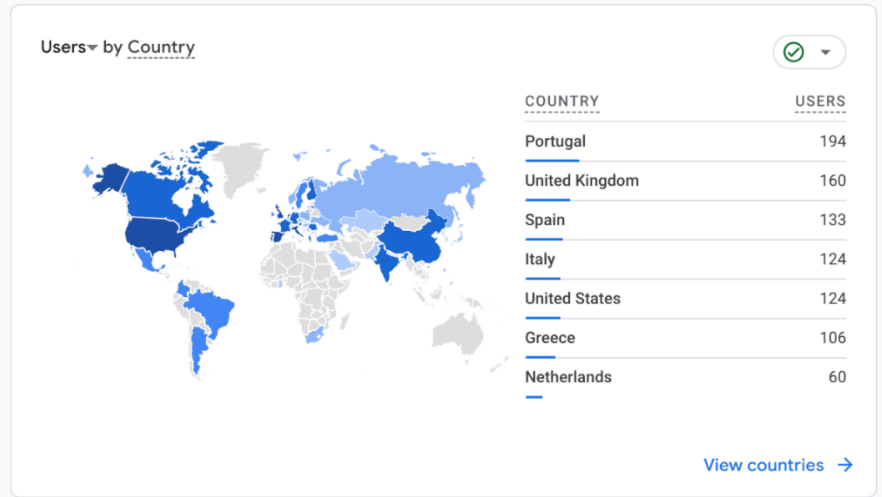 Users by Country
COUNTRY USERS
Portugal 194
United Kingdom 160
Spain 133
Italy 124
United States 124
Greece 106
Netherlands 60
View countries